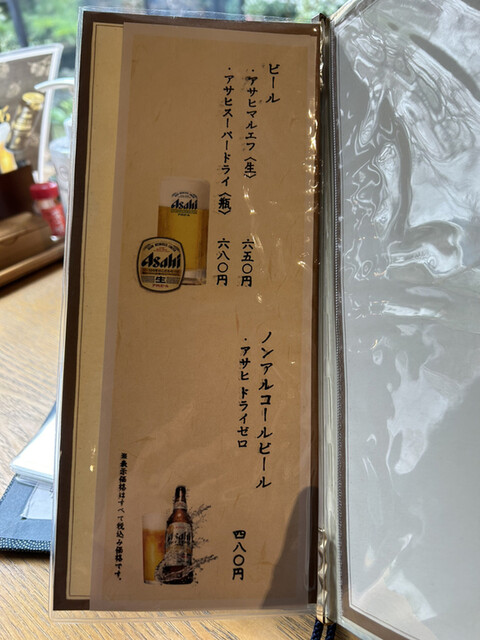 ビール
・アサヒマルエフ〈生〉 六五〇円
・アサヒスーパードライ〈瓶〉 六八〇円
Asahi
Asahi
生
ノンアルコールビール
・アサヒ ドライゼロ 四八〇円
Asahi
※表示価格はすべて税込み価格です。